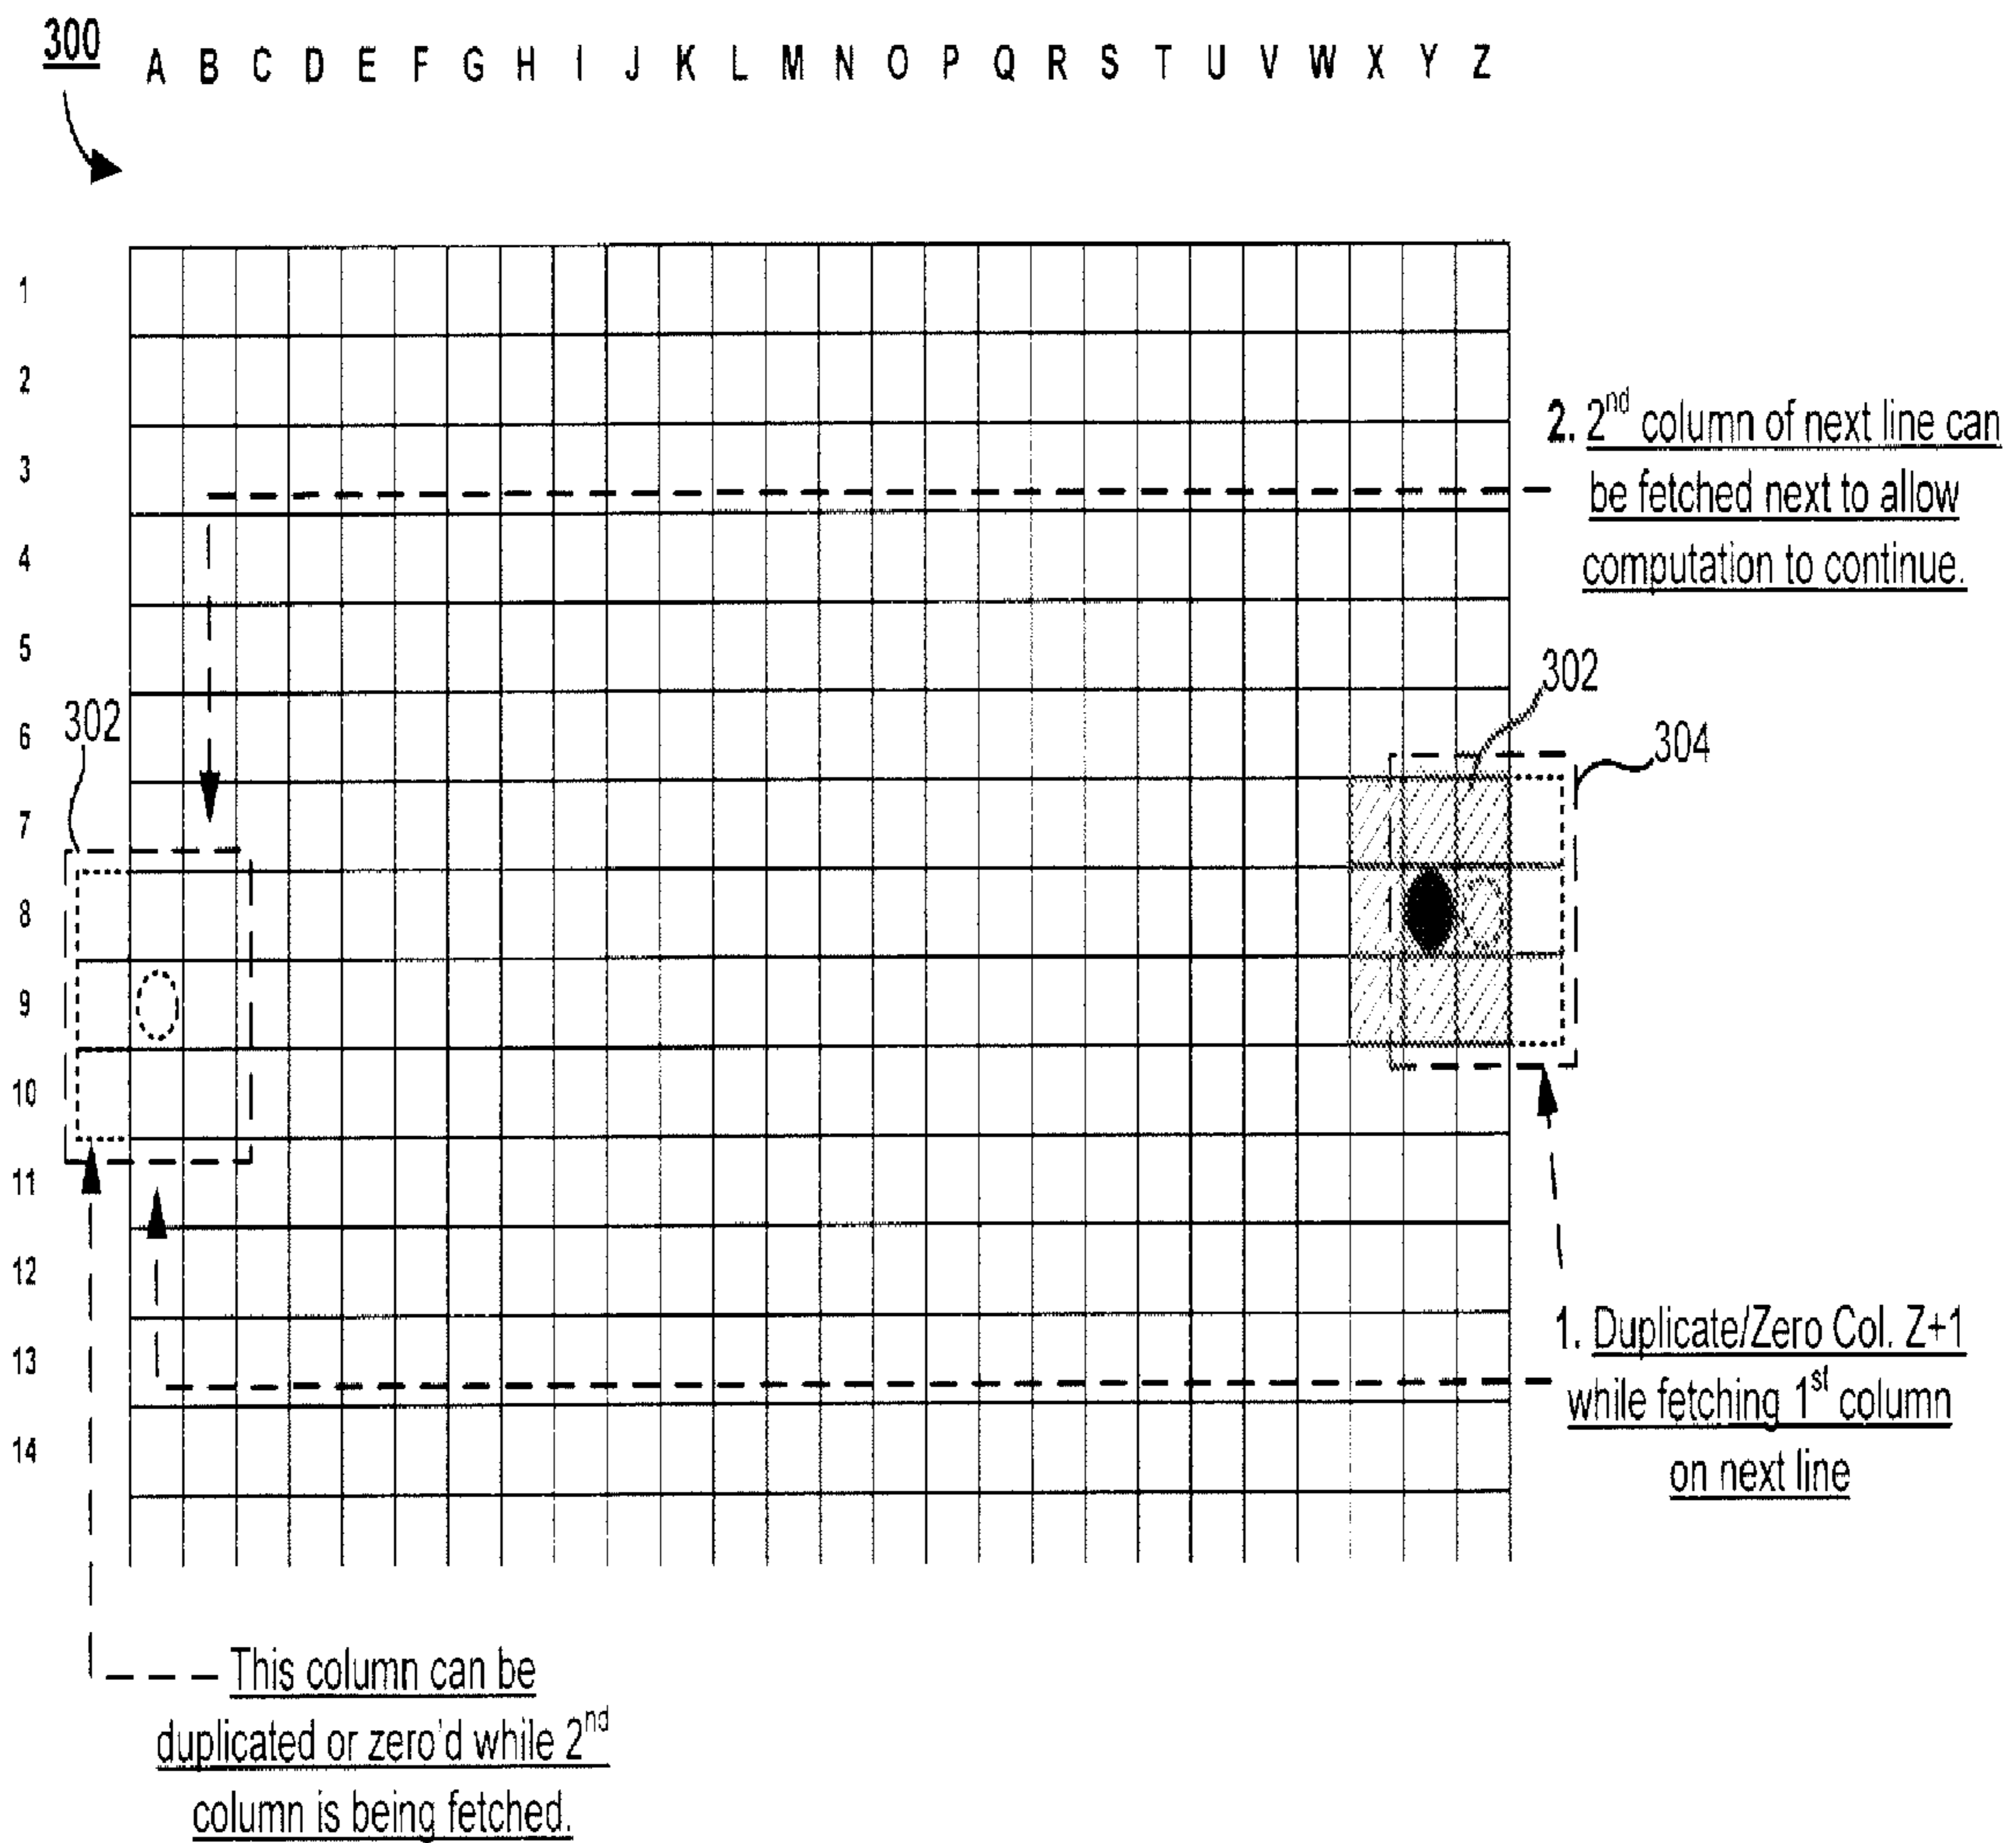 300 A B C D E F G H I J K L M N O P Q R S T U V W X Y Z
1
2
3
2. 2nd column of next line can
be fetched next to allow
computation to continue.
4
5
302
6
302
304
7
8
9
10
11
12
13
1. Duplicate/Zero Col. Z+1
while fetching 1st column
on next line
14
This column can be
duplicated or zero'd while 2nd
column is being fetched.